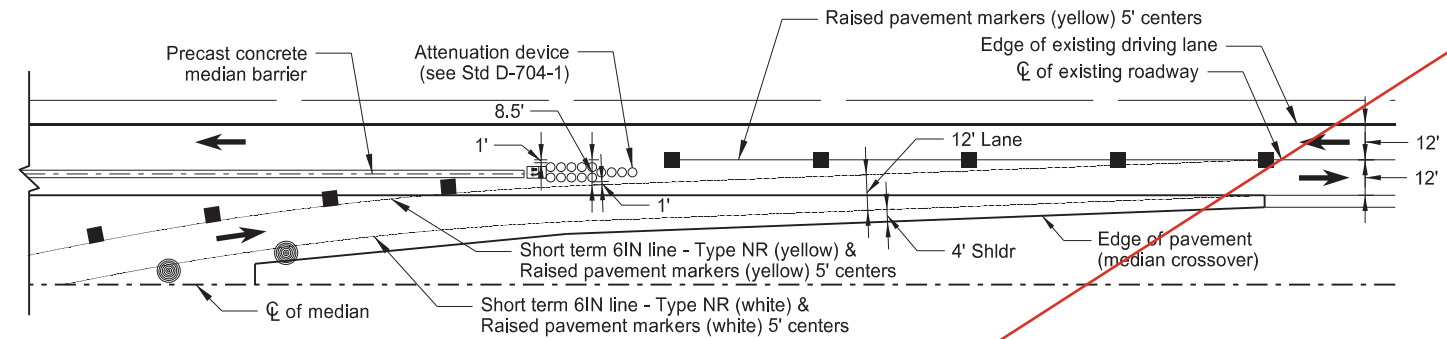 Raised pavement markers (yellow) 5' centers
Precast concrete
median barrier
Attenuation device
(see Std D-704-1)
Edge of existing driving lane
℄ of existing roadway
8.5'
1'
12' Lane
12'
12'
1'
Short term 6IN line - Type NR (yellow) &
Raised pavement markers (yellow) 5' centers
4' Shldr
Edge of pavement
(median crossover)
℄ of median
Short term 6IN line - Type NR (white) &
Raised pavement markers (white) 5' centers